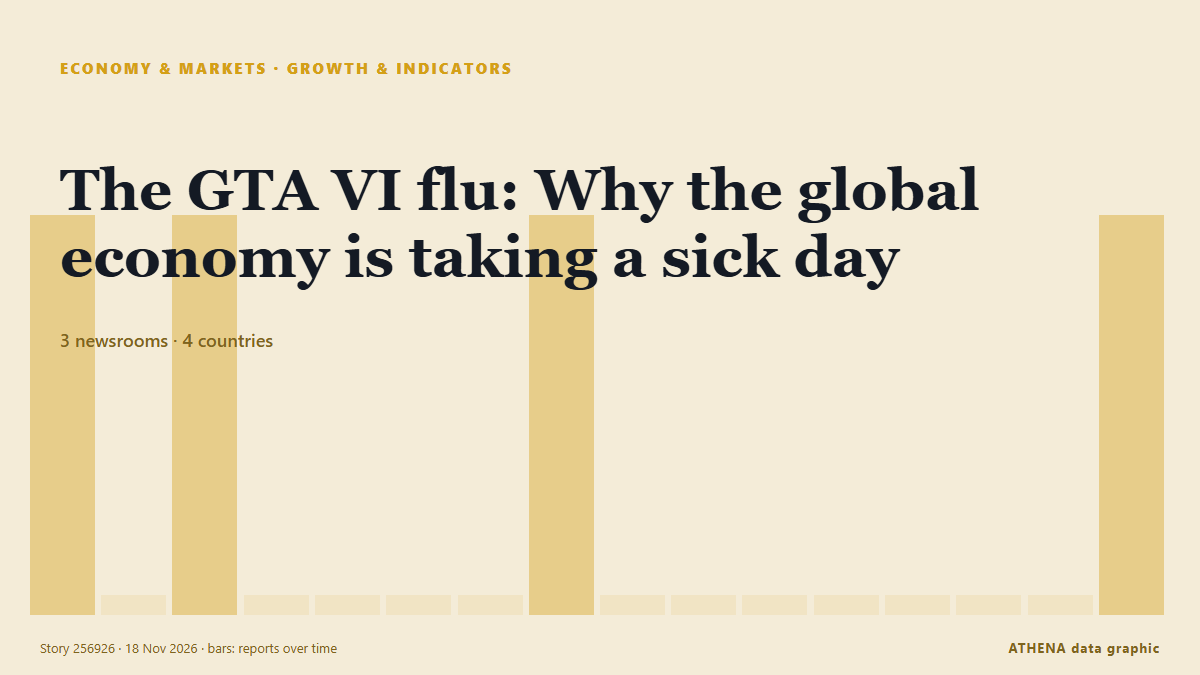 ECONOMY & MARKETS · GROWTH & INDICATORS
The GTA VI flu: Why the global
economy is taking a sick day
3 newsrooms · 4 countries
Story 256926 · 18 Nov 2026 · bars: reports over time
ATHENA data graphic